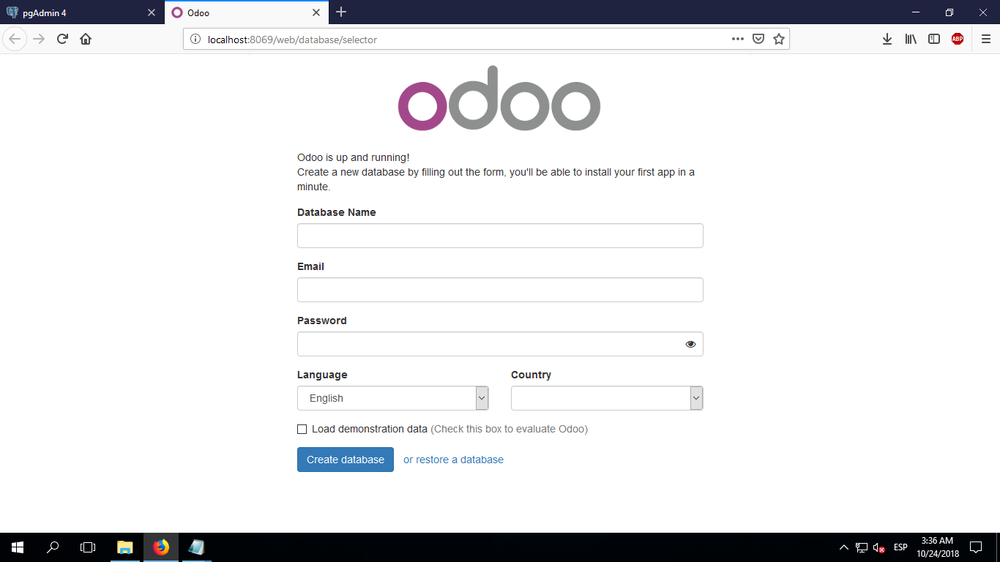 pgAdmin 4
Odoo
localhost:8069/web/database/selector
ABP
odoo
Odoo is up and running!
Create a new database by filling out the form, you'll be able to install your first app in a
minute.
Database Name
Email
Password
Language Country
English
Load demonstration data (Check this box to evaluate Odoo)
Create database or restore a database
ESP
3:36 AM
10/24/2018